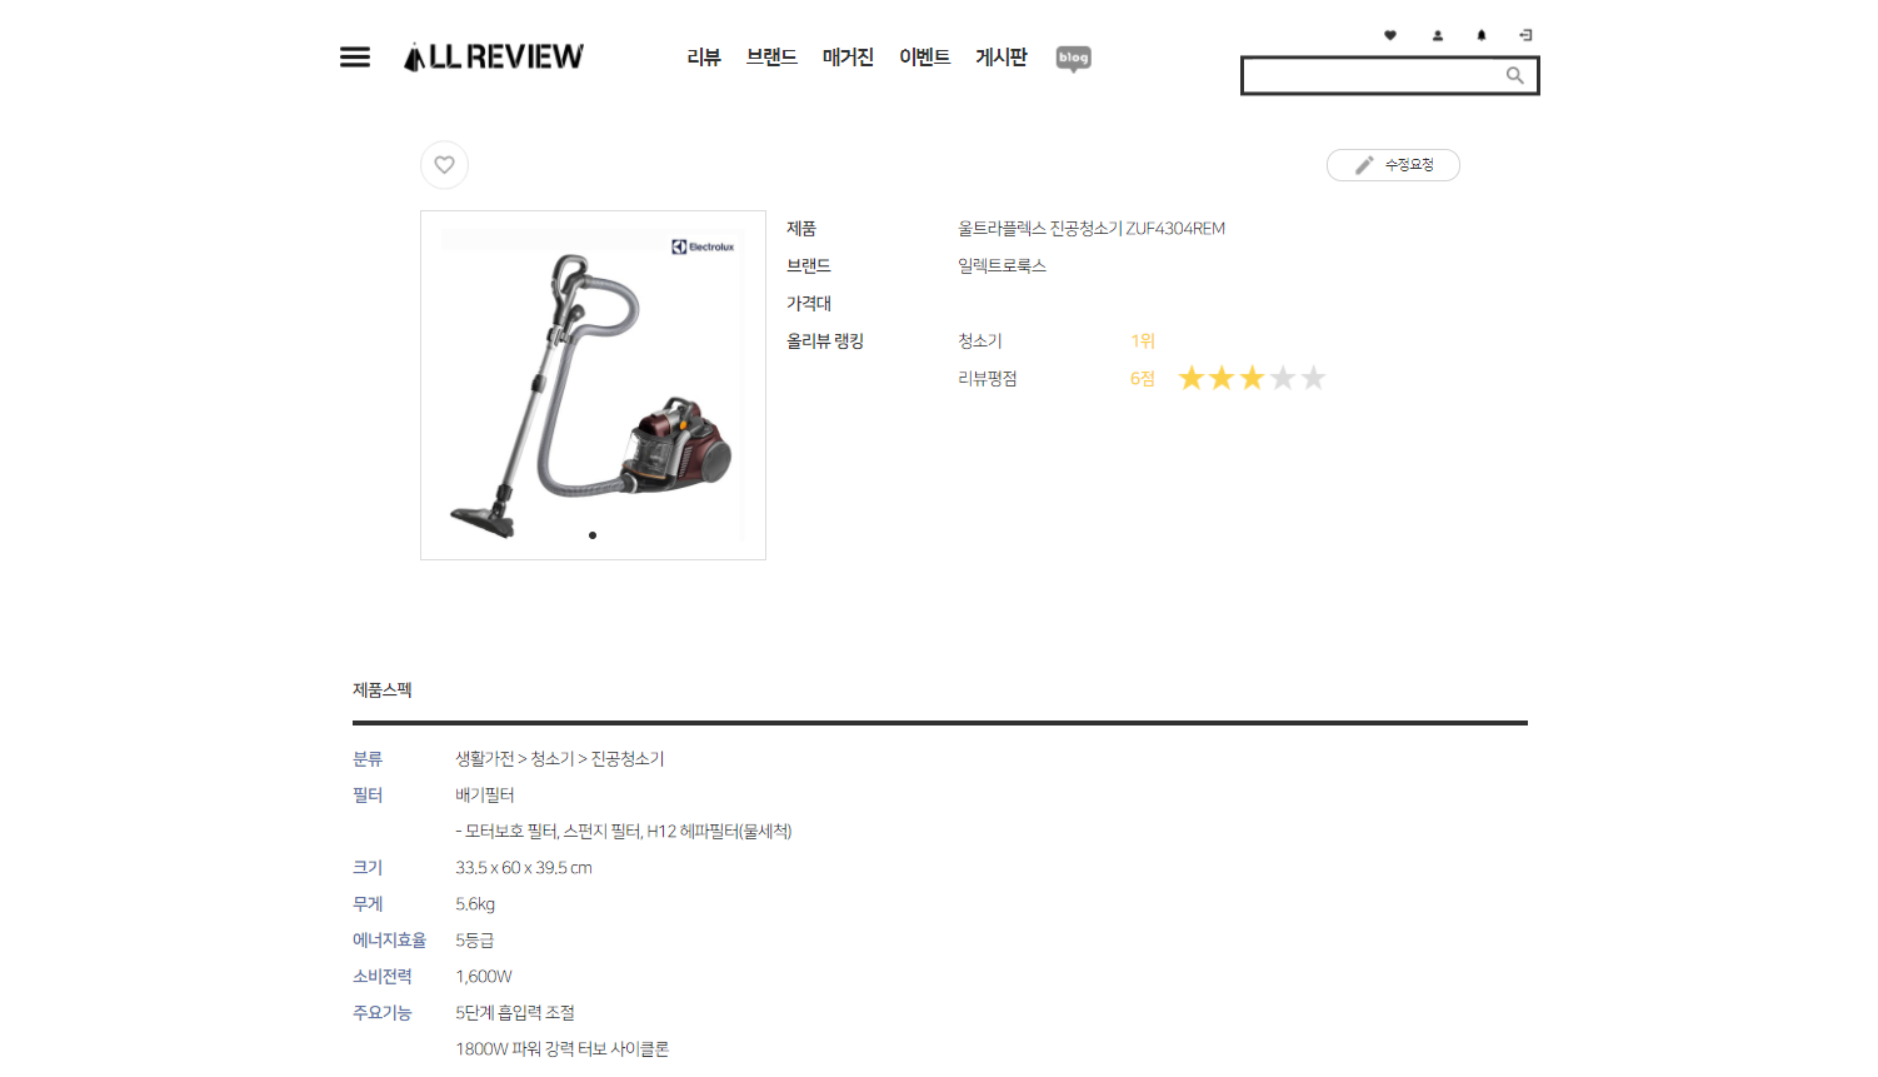 ALL REVIEW
리뷰 브랜드 매거진 이벤트 게시판 blog
수정요청
Electrolux
제품 울트라플렉스 진공청소기 ZUF4304REM
브랜드 일렉트로룩스
가격대
올리뷰 랭킹 청소기 1위
리뷰평점 6점
제품스펙
분류 생활가전 > 청소기 > 진공청소기
필터 배기필터
- 모터보호 필터, 스펀지 필터, H12 헤파필터(물세척)
크기 33.5 x 60 x 39.5 cm
무게 5.6kg
에너지효율 5등급
소비전력 1,600W
주요기능 5단계 흡입력 조절
1800W 파워 강력 터보 사이클론